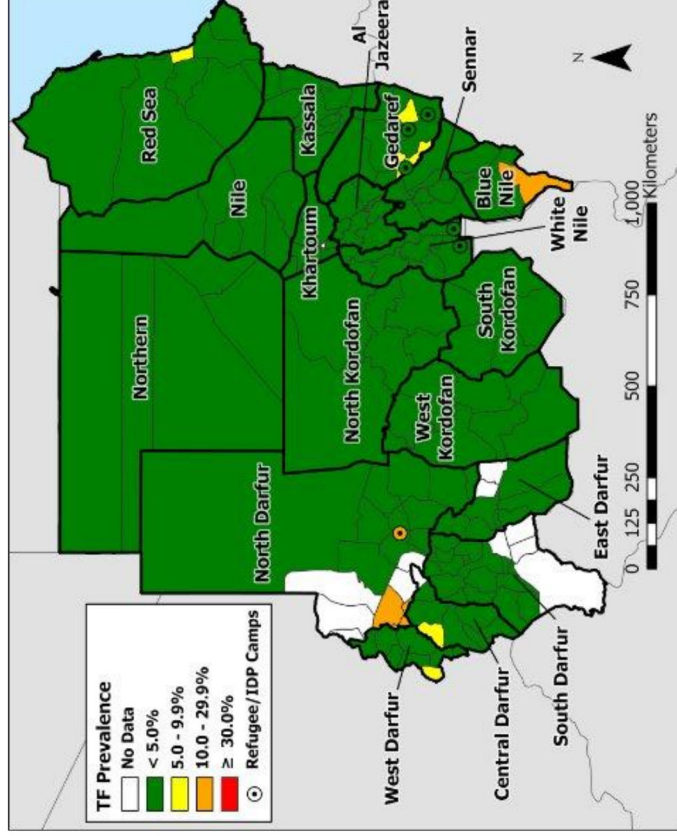 TF Prevalence
No Data
< 5.0%
5.0 - 9.9%
10.0 - 29.9%
≥ 30.0%
Refugee/IDP Camps
Northern
Red Sea
Nile
North Darfur
Khartoum
Kassala
Al
Jazeera
North Kordofan
Gedaref
Sennar
West Darfur
West
Kordofan
South
Kordofan
White
Nile
Blue
Nile
Central Darfur
South Darfur
East Darfur
N
0 125 250 500 750 1,000
Kilometers